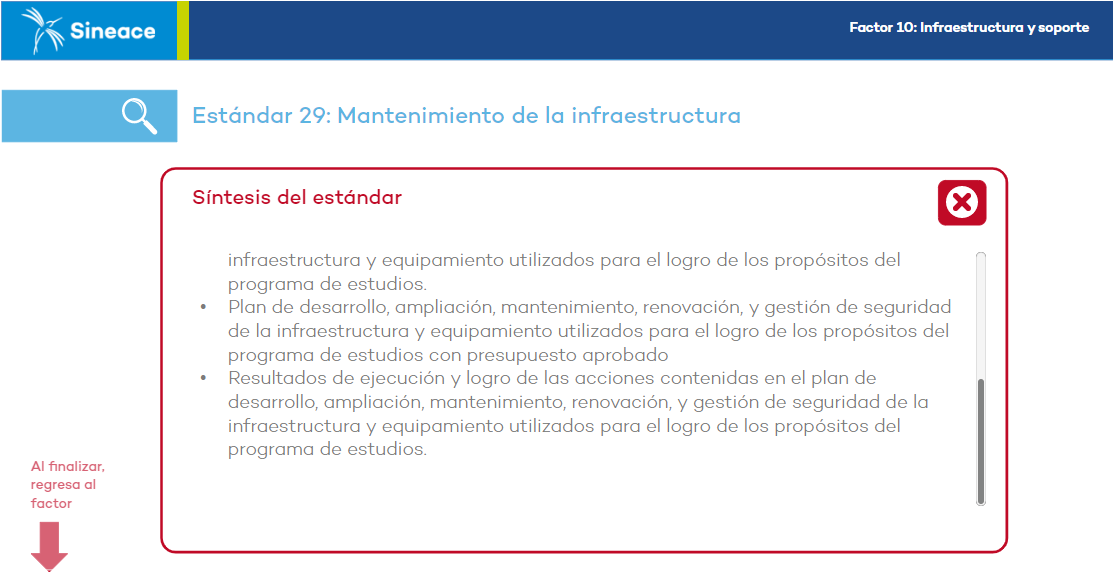 Sineace
Factor 10: Infraestructura y soporte
Estándar 29: Mantenimiento de la infraestructura
Síntesis del estándar
infraestructura y equipamiento utilizados para el logro de los propósitos del
programa de estudios.
• Plan de desarrollo, ampliación, mantenimiento, renovación, y gestión de seguridad
de la infraestructura y equipamiento utilizados para el logro de los propósitos del
programa de estudios con presupuesto aprobado
• Resultados de ejecución y logro de las acciones contenidas en el plan de
desarrollo, ampliación, mantenimiento, renovación, y gestión de seguridad de la
infraestructura y equipamiento utilizados para el logro de los propósitos del
programa de estudios.
Al finalizar,
regresa al
factor